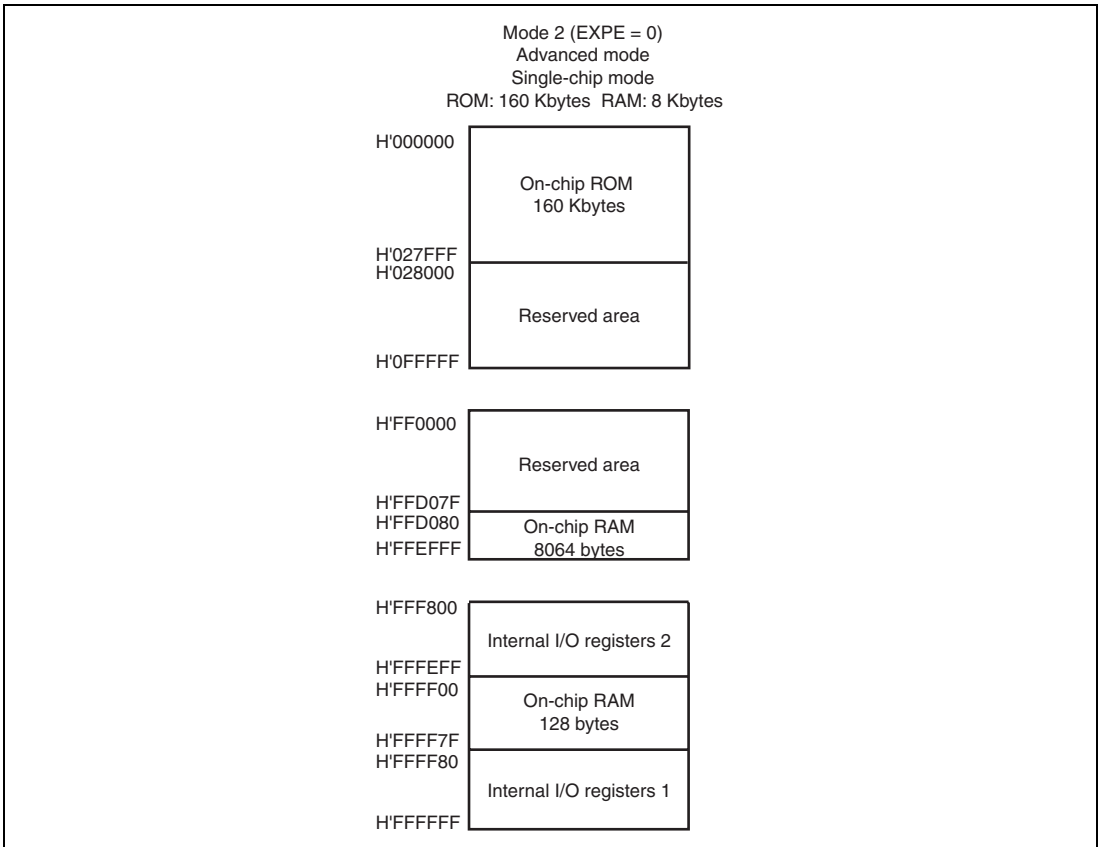 Mode 2 (EXPE = 0)
Advanced mode
Single-chip mode
ROM: 160 Kbytes RAM: 8 Kbytes
H'000000
On-chip ROM
160 Kbytes
H'027FFF
H'028000
Reserved area
H'0FFFFF
H'FF0000
Reserved area
H'FFD07F
H'FFD080
On-chip RAM
8064 bytes
H'FFEFFF
H'FFF800
Internal I/O registers 2
H'FFFEFF
H'FFFF00
On-chip RAM
128 bytes
H'FFFF7F
H'FFFF80
Internal I/O registers 1
H'FFFFFF